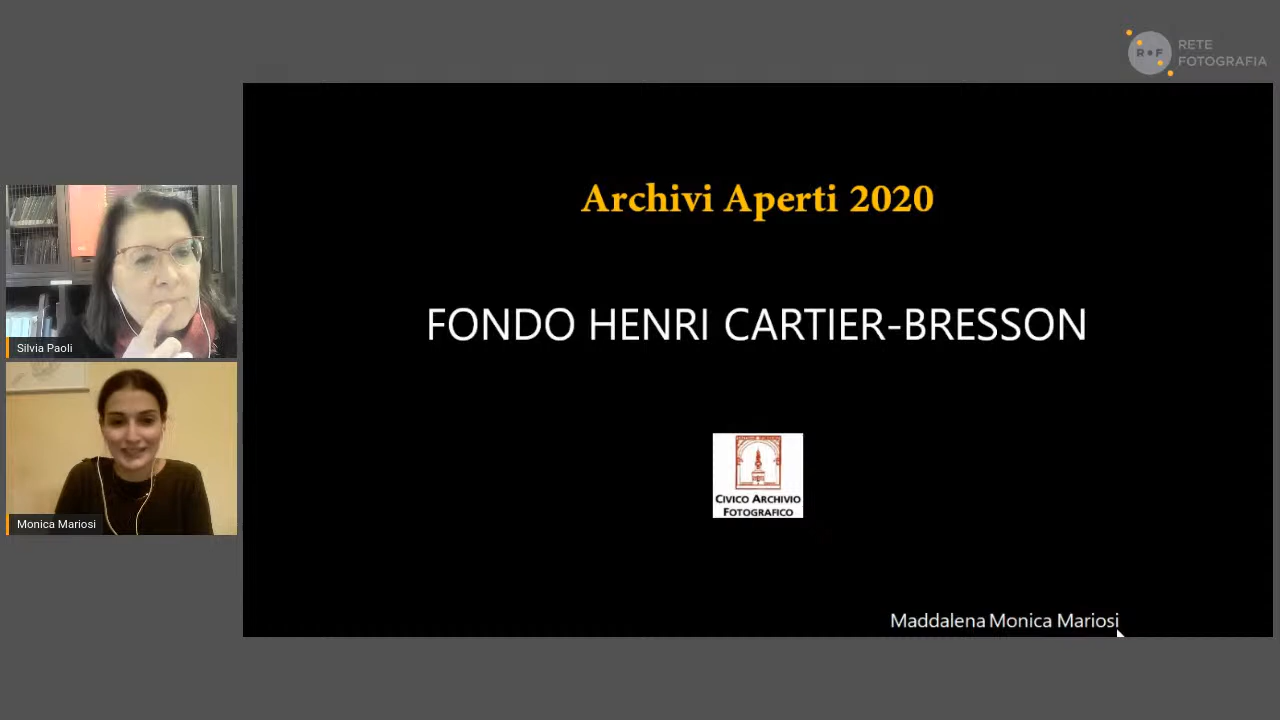 RETE
FOTOGRAFIA
R•F
Archivi Aperti 2020
FONDO HENRI CARTIER-BRESSON
CIVICO ARCHIVIO
FOTOGRAFICO
Maddalena Monica Mariosi
Silvia Paoli
Monica Mariosi